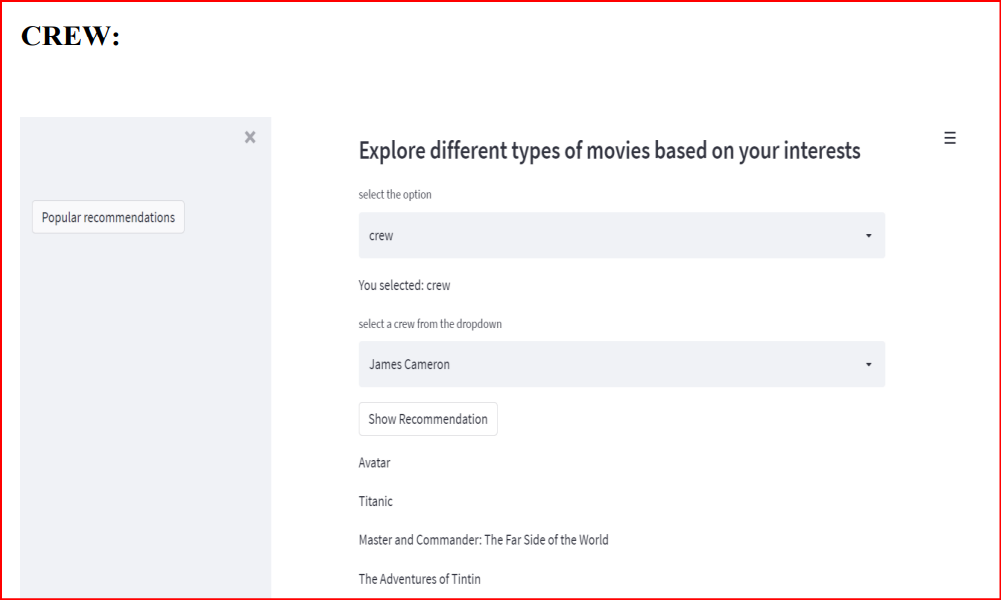 CREW:
Popular recommendations
Explore different types of movies based on your interests
select the option
crew
You selected: crew
select a crew from the dropdown
James Cameron
Show Recommendation
Avatar
Titanic
Master and Commander: The Far Side of the World
The Adventures of Tintin